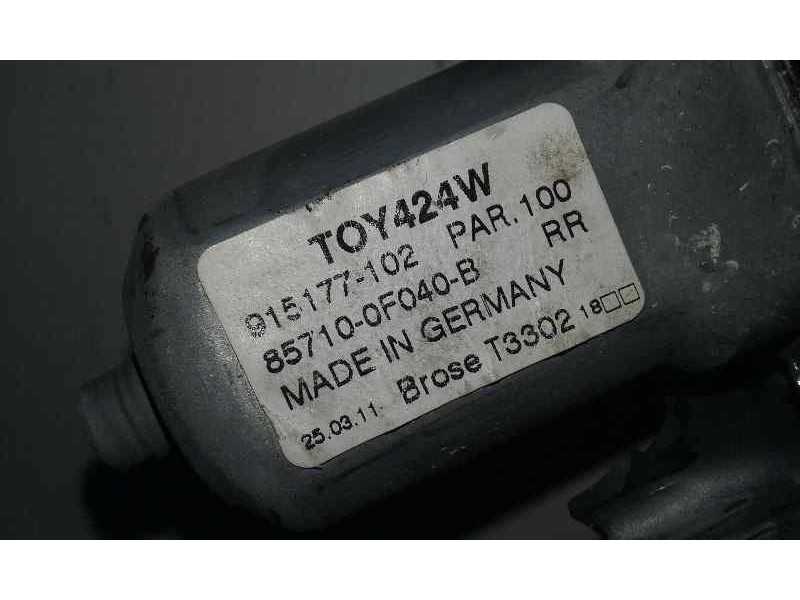 TOY424W
915177-102 PAR.100
85710-0F040-B RR
MADE IN GERMANY
25.03.11 Brose T3302 18□□